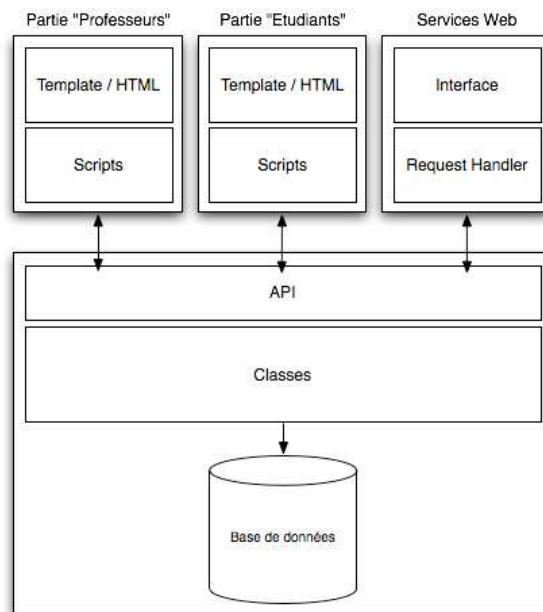 Partie "Professeurs"
Partie "Etudiants"
Services Web
Template / HTML
Template / HTML
Interface
Scripts
Scripts
Request Handler
API
Classes
Base de données